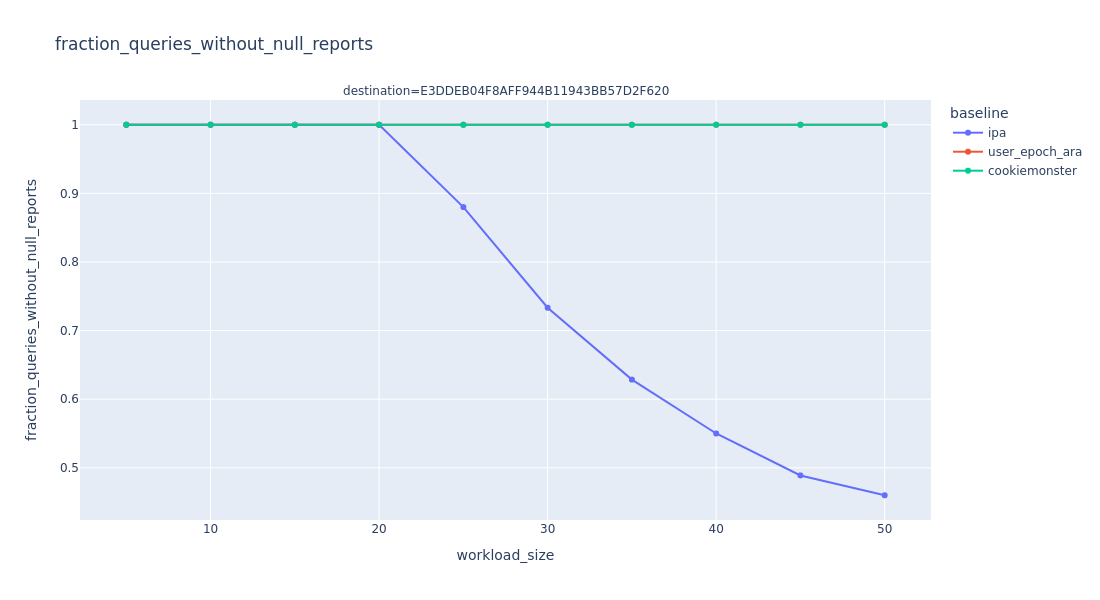 fraction_queries_without_null_reports
destination=E3DDEB04F8AFF944B11943BB57D2F620
baseline
ipa
user_epoch_ara
cookiemonster
fraction_queries_without_null_reports
1
0.9
0.8
0.7
0.6
0.5
10 20 30 40 50
workload_size